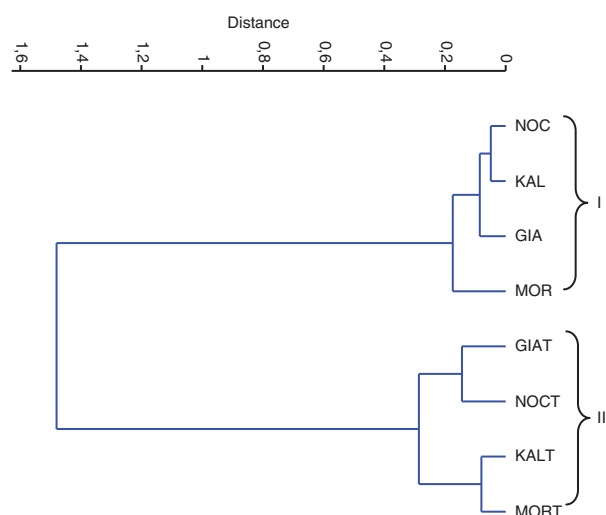 Distance
1,6 1,4 1,2 1 0,8 0,6 0,4 0,2 0
NOC
KAL
I
GIA
MOR
GIAT
NOCT
II
KALT
MORT